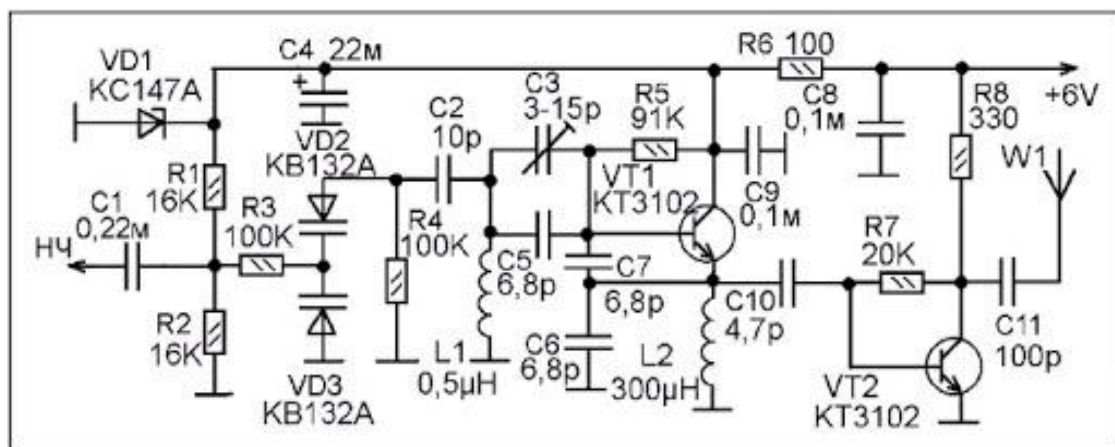 VD1
KC147A
C4 22м
+
R6 100
+6V
C3
3-15p
R5
91K
C8
0,1м
R8
330
C2
10p
VD2
KB132A
W1
R1
16K
VT1
KT3102
C9
0,1м
C1
0,22м
R3
100K
R4
100K
R7
20K
НЧ
C5
6,8p
C7
6,8p
C10
4,7p
R2
16K
C6
6,8p
C11
100p
L1
0,5μH
L2
300μH
VD3
KB132A
VT2
KT3102